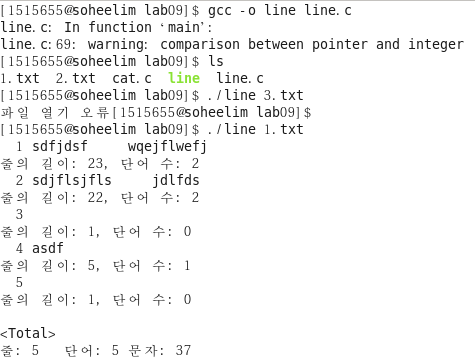 [1515655@soheelim lab09]$ gcc -o line line.c
line.c: In function ‘main’:
line.c:69: warning: comparison between pointer and integer
[1515655@soheelim lab09]$ ls
1.txt  2.txt  cat.c  line  line.c
[1515655@soheelim lab09]$ ./line 3.txt
파일 열기 오류[1515655@soheelim lab09]$
[1515655@soheelim lab09]$ ./line 1.txt
  1 sdfjdsf     wqejflwefj
줄의 길이: 23, 단어 수: 2
  2 sdjflsjfls     jdlfds
줄의 길이: 22, 단어 수: 2
  3
줄의 길이: 1, 단어 수: 0
  4 asdf
줄의 길이: 5, 단어 수: 1
  5
줄의 길이: 1, 단어 수: 0
<Total>
줄: 5   단어: 5 문자: 37